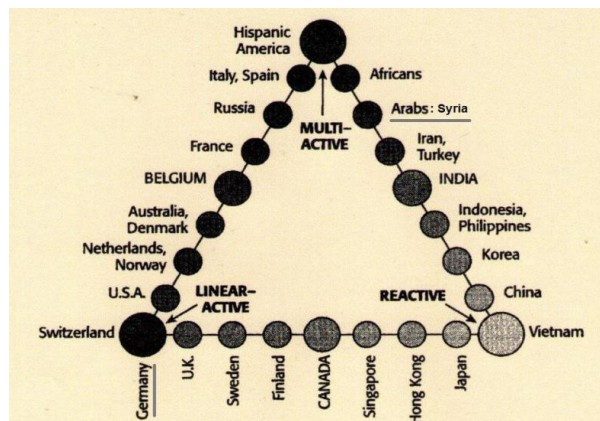 Hispanic
America
Italy, Spain
Africans
Russia
Arabs: Syria
MULTI-
ACTIVE
France
Iran,
Turkey
BELGIUM
INDIA
Australia,
Denmark
Indonesia,
Philippines
Netherlands,
Norway
Korea
U.S.A.
LINEAR-
ACTIVE
REACTIVE
China
Switzerland
Vietnam
Germany
U.K.
Sweden
Finland
CANADA
Singapore
Hong Kong
Japan